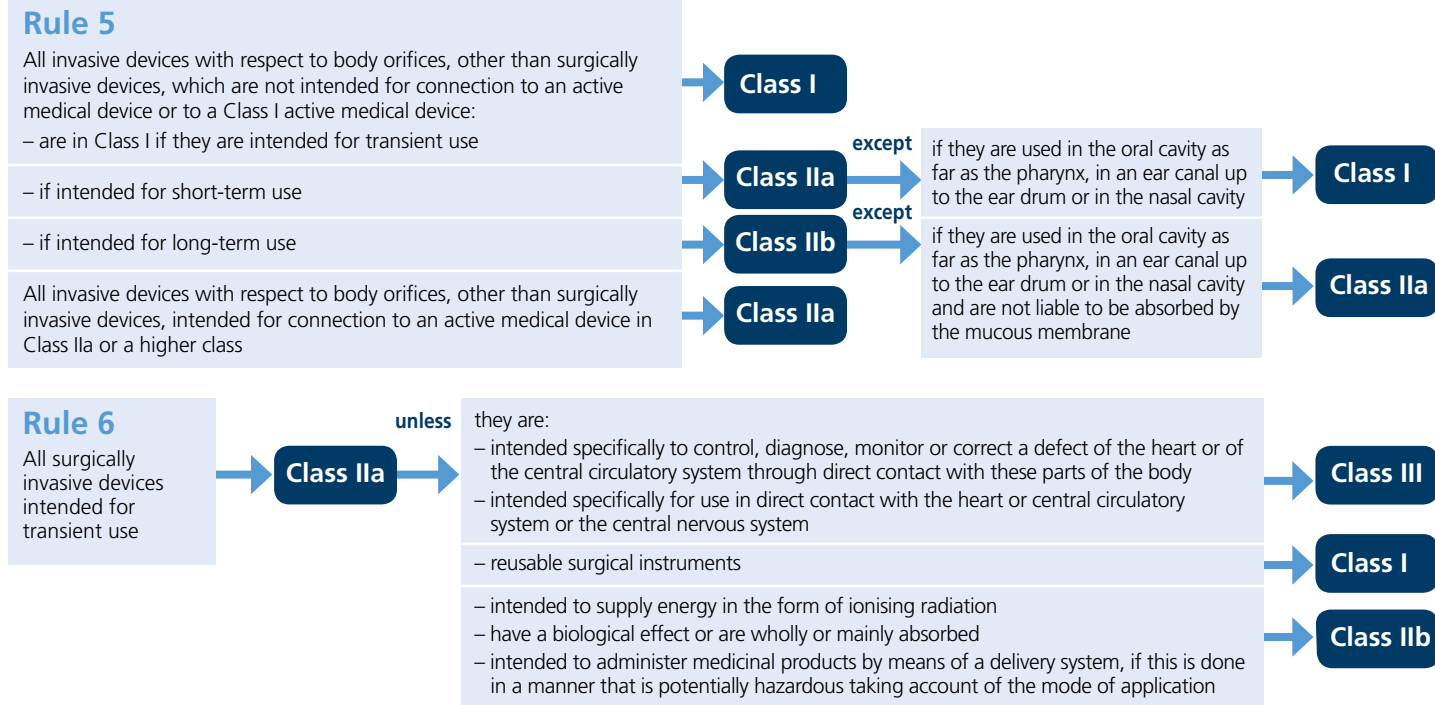 Rule 5
All invasive devices with respect to body orifices, other than surgically
invasive devices, which are not intended for connection to an active
medical device or to a Class I active medical device:
– are in Class I if they are intended for transient use
Class I
– if intended for short-term use
Class IIa
except
if they are used in the oral cavity as
far as the pharynx, in an ear canal up
to the ear drum or in the nasal cavity
Class I
– if intended for long-term use
Class IIb
except
if they are used in the oral cavity as
far as the pharynx, in an ear canal up
to the ear drum or in the nasal cavity
and are not liable to be absorbed by
the mucous membrane
Class IIa
All invasive devices with respect to body orifices, other than surgically
invasive devices, intended for connection to an active medical device in
Class IIa or a higher class
Class IIa
Rule 6
All surgically
invasive devices
intended for
transient use
Class IIa
unless
they are:
– intended specifically to control, diagnose, monitor or correct a defect of the heart or of
the central circulatory system through direct contact with these parts of the body
– intended specifically for use in direct contact with the heart or central circulatory
system or the central nervous system
Class III
– reusable surgical instruments
Class I
– intended to supply energy in the form of ionising radiation
– have a biological effect or are wholly or mainly absorbed
– intended to administer medicinal products by means of a delivery system, if this is done
in a manner that is potentially hazardous taking account of the mode of application
Class IIb